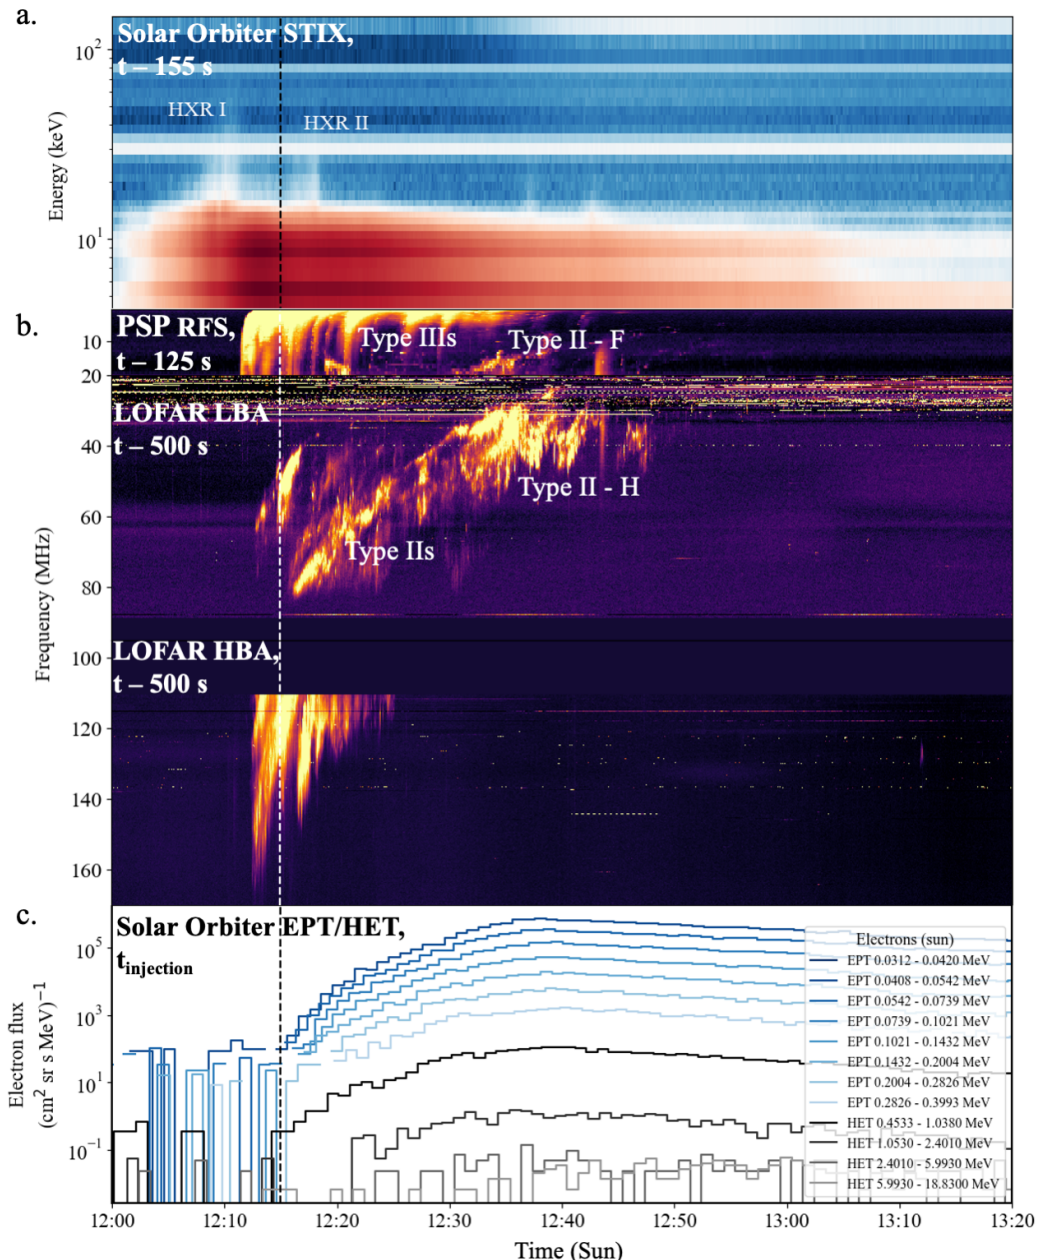 a.
Solar Orbiter STIX,
t – 155 s
HXR I
HXR II
10²
10¹
Energy (keV)
b.
PSP RFS,
t – 125 s
Type IIIs
Type II - F
LOFAR LBA
t – 500 s
Type II - H
Type IIs
LOFAR HBA,
t – 500 s
10
20
40
60
80
100
120
140
160
Frequency (MHz)
c.
Solar Orbiter EPT/HET,
t_injection
10⁵
10³
10¹
10⁻¹
Electron flux
(cm² sr s MeV)⁻¹
Electrons (sun)
EPT 0.0312 - 0.0420 MeV
EPT 0.0408 - 0.0542 MeV
EPT 0.0542 - 0.0739 MeV
EPT 0.0739 - 0.1021 MeV
EPT 0.1021 - 0.1432 MeV
EPT 0.1432 - 0.2004 MeV
EPT 0.2004 - 0.2826 MeV
EPT 0.2826 - 0.3993 MeV
HET 0.4533 - 1.0380 MeV
HET 1.0530 - 2.4010 MeV
HET 2.4010 - 5.9930 MeV
HET 5.9930 - 18.8300 MeV
12:00 12:10 12:20 12:30 12:40 12:50 13:00 13:10 13:20
Time (Sun)